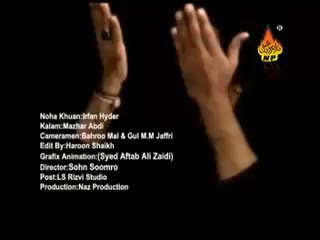 ®
NP
Noha Khuan:Irfan Hyder
Kalam:Mazhar Abdi
Cameramen:Bahroo Mal & Gul M.M Jaffri
Edit By:Haroon Shaikh
Grafix Animation:(Syed Aftab Ali Zaidi)
Director:Sohn Soomro
Post:LS Rizvi Studio
Production:Naz Production